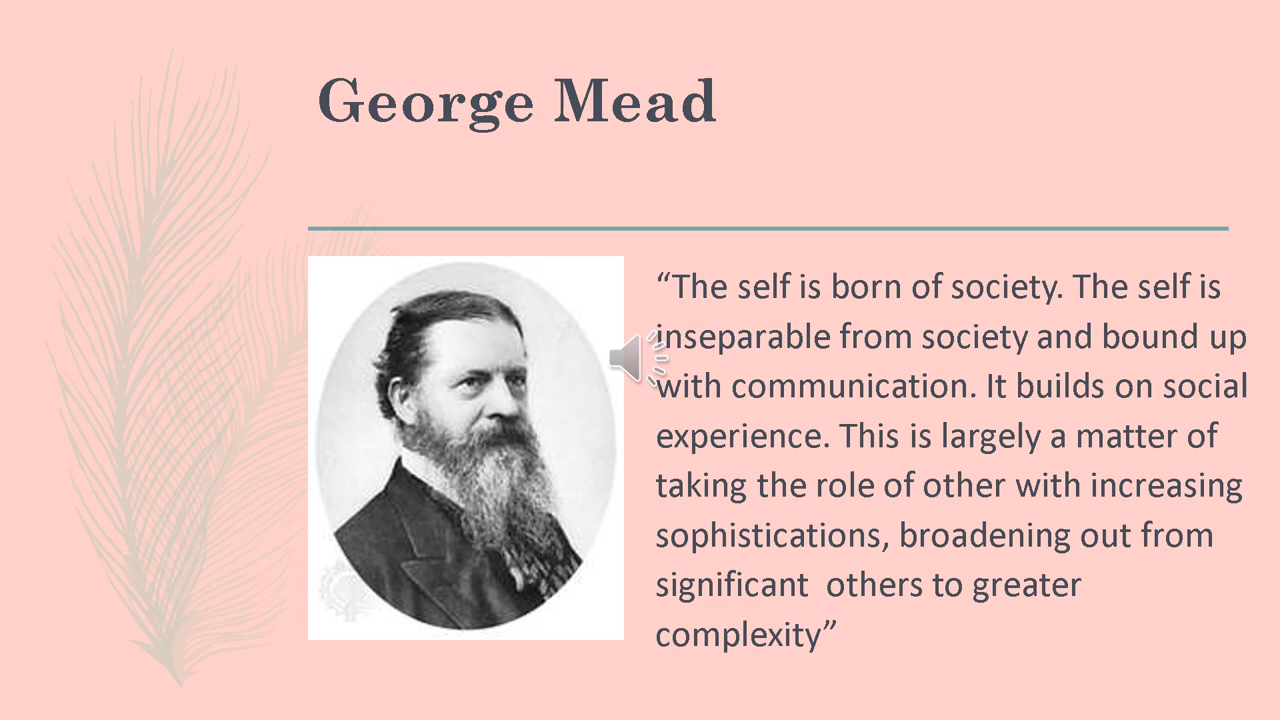 George Mead
“The self is born of society. The self is
inseparable from society and bound up
with communication. It builds on social
experience. This is largely a matter of
taking the role of other with increasing
sophistications, broadening out from
significant  others to greater
complexity”